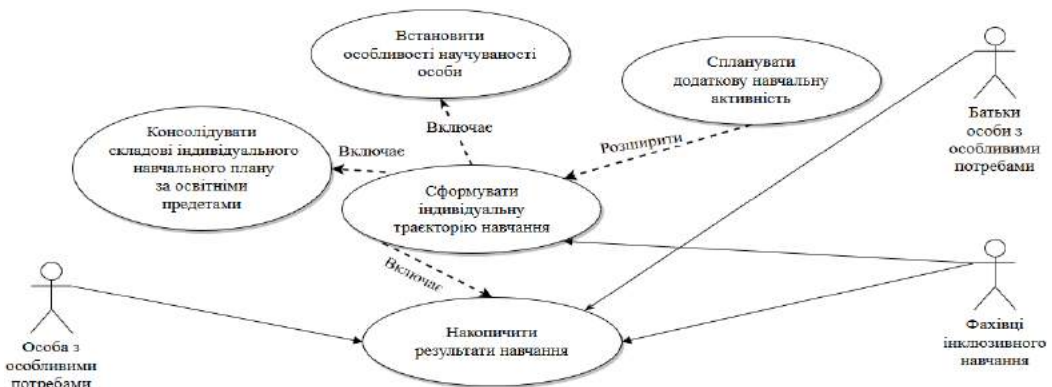 Встановити
особливості научуваності
особи
Спланувати
додаткову навчальну
активність
Батьки
особи з
особливими
потребами
Консолідувати
складові індивідуального
навчального плану
за освітніми
предетами
Включає
Включає
Розширити
Сформувати
індивідуальну
траєкторію навчання
Включає
Особа з
особливими
потребами
Накопичити
результати навчання
Фахівці
інклюзивного
навчання